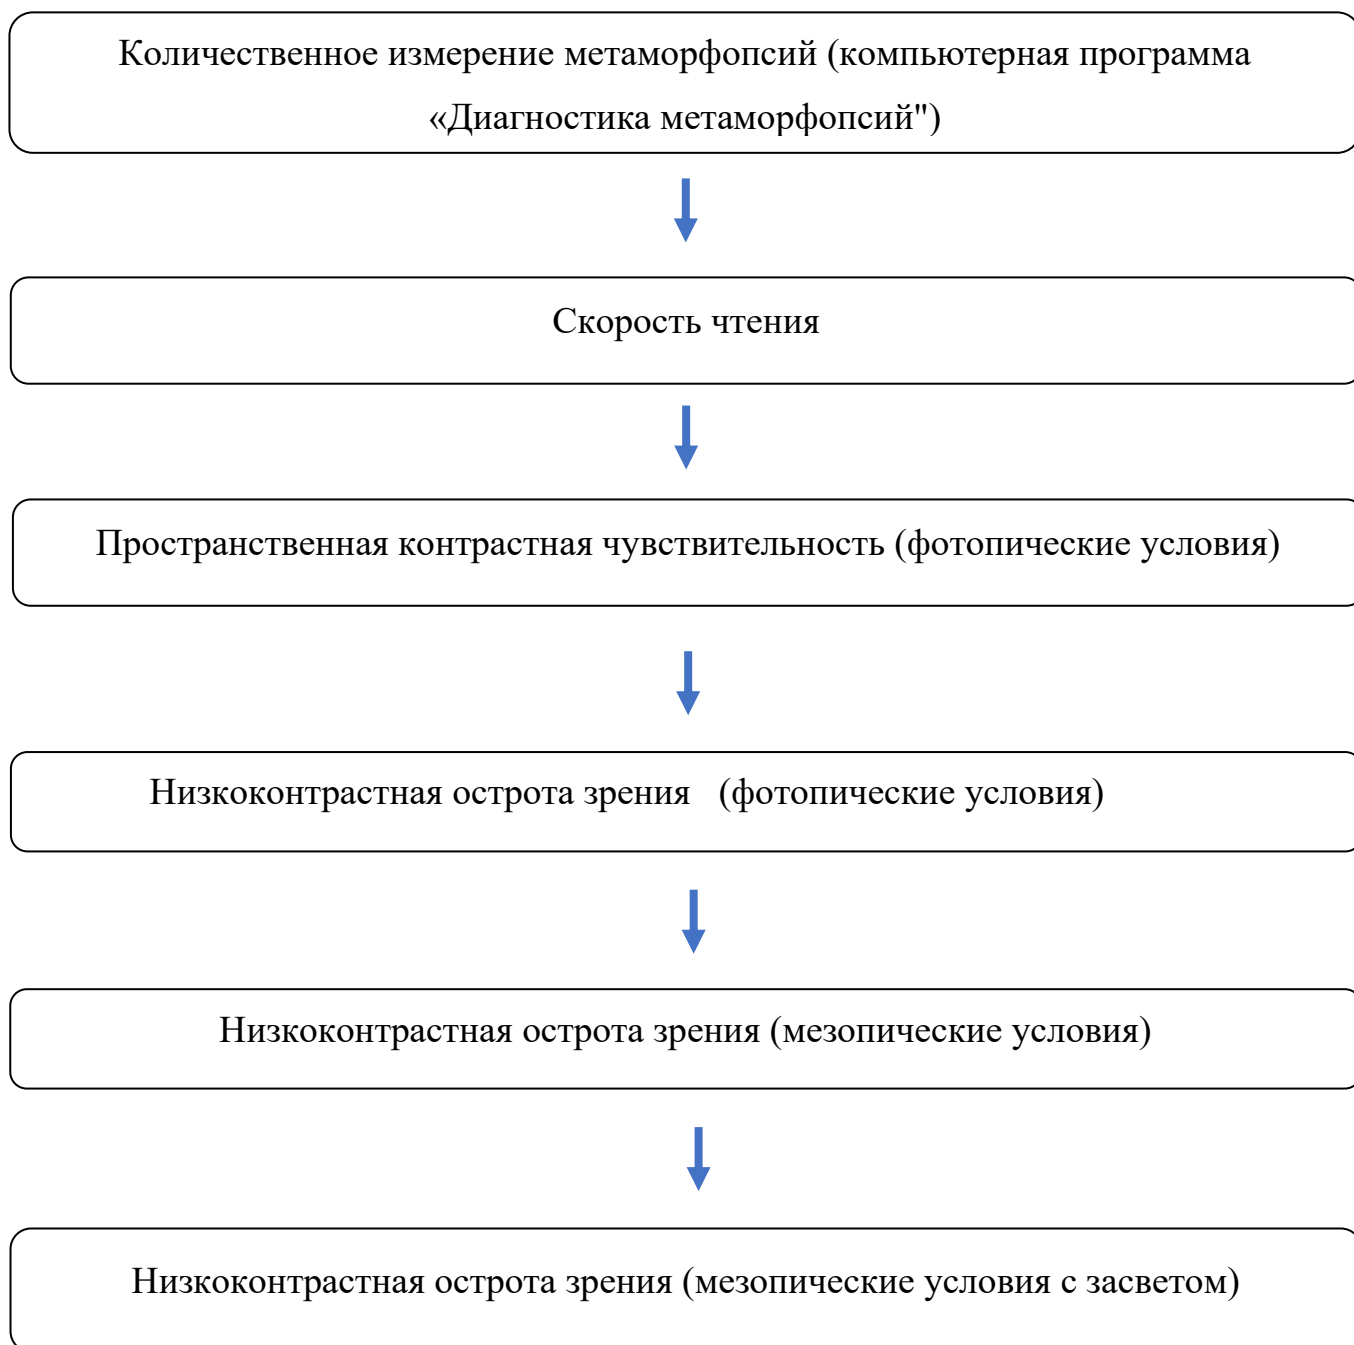 Количественное измерение метаморфопсий (компьютерная программа
«Диагностика метаморфопсий")
Скорость чтения
Пространственная контрастная чувствительность (фотопические условия)
Низкоконтрастная острота зрения (фотопические условия)
Низкоконтрастная острота зрения (мезопические условия)
Низкоконтрастная острота зрения (мезопические условия с засветом)